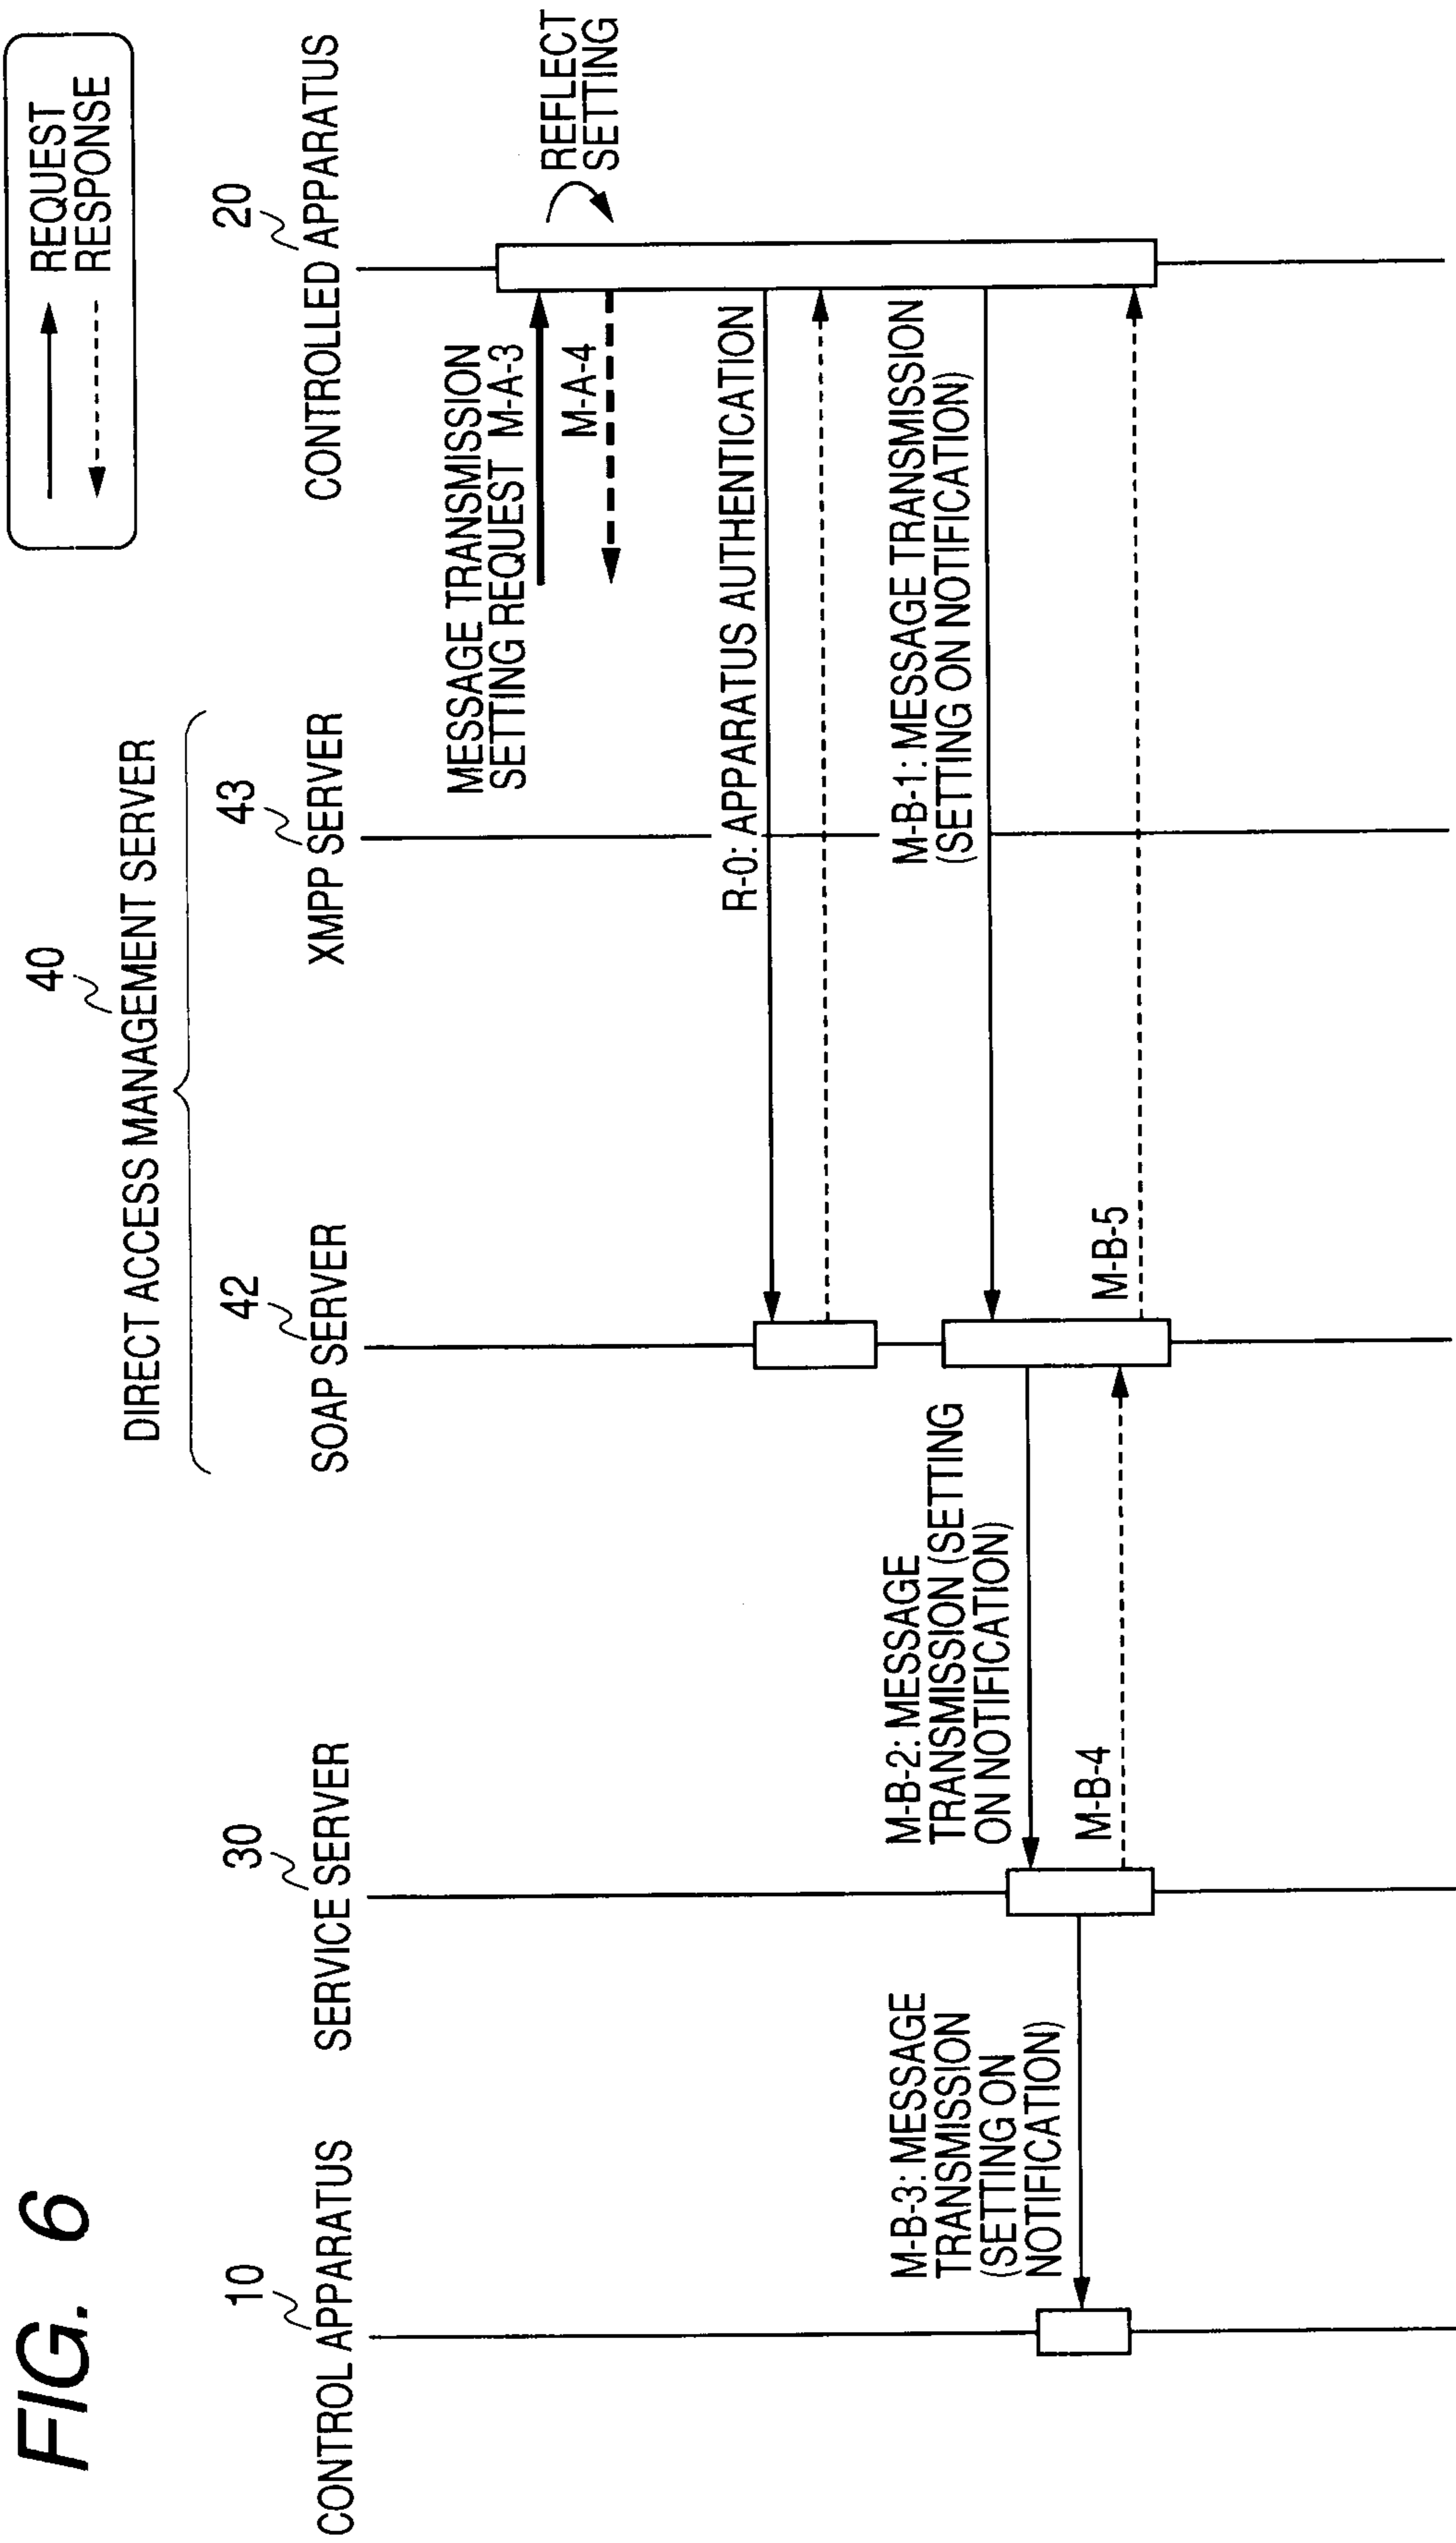 FIG. 6
REQUEST
RESPONSE
40
DIRECT ACCESS MANAGEMENT SERVER
10
CONTROL APPARATUS
30
SERVICE SERVER
42
SOAP SERVER
43
XMPP SERVER
20
CONTROLLED APPARATUS
MESSAGE TRANSMISSION
SETTING REQUEST M-A-3
REFLECT
SETTING
M-A-4
R-0: APPARATUS AUTHENTICATION
M-B-1: MESSAGE TRANSMISSION
(SETTING ON NOTIFICATION)
M-B-2: MESSAGE
TRANSMISSION (SETTING
ON NOTIFICATION)
M-B-3: MESSAGE
TRANSMISSION
(SETTING ON
NOTIFICATION)
M-B-4
M-B-5